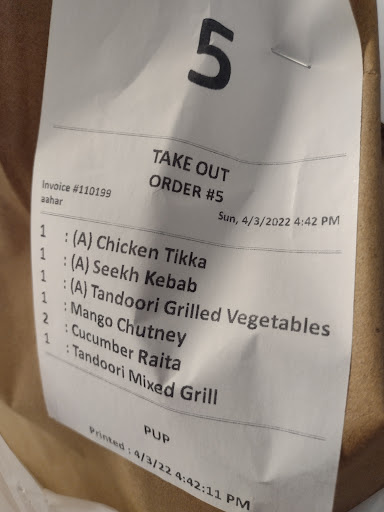 5
TAKE OUT
ORDER #5
Invoice #110199
aahar
Sun, 4/3/2022 4:42 PM
1 : (A) Chicken Tikka
1 : (A) Seekh Kebab
1 : (A) Tandoori Grilled Vegetables
1 : Mango Chutney
2 : Cucumber Raita
1 : Tandoori Mixed Grill
PUP
Printed : 4/3/22 4:42:11 PM